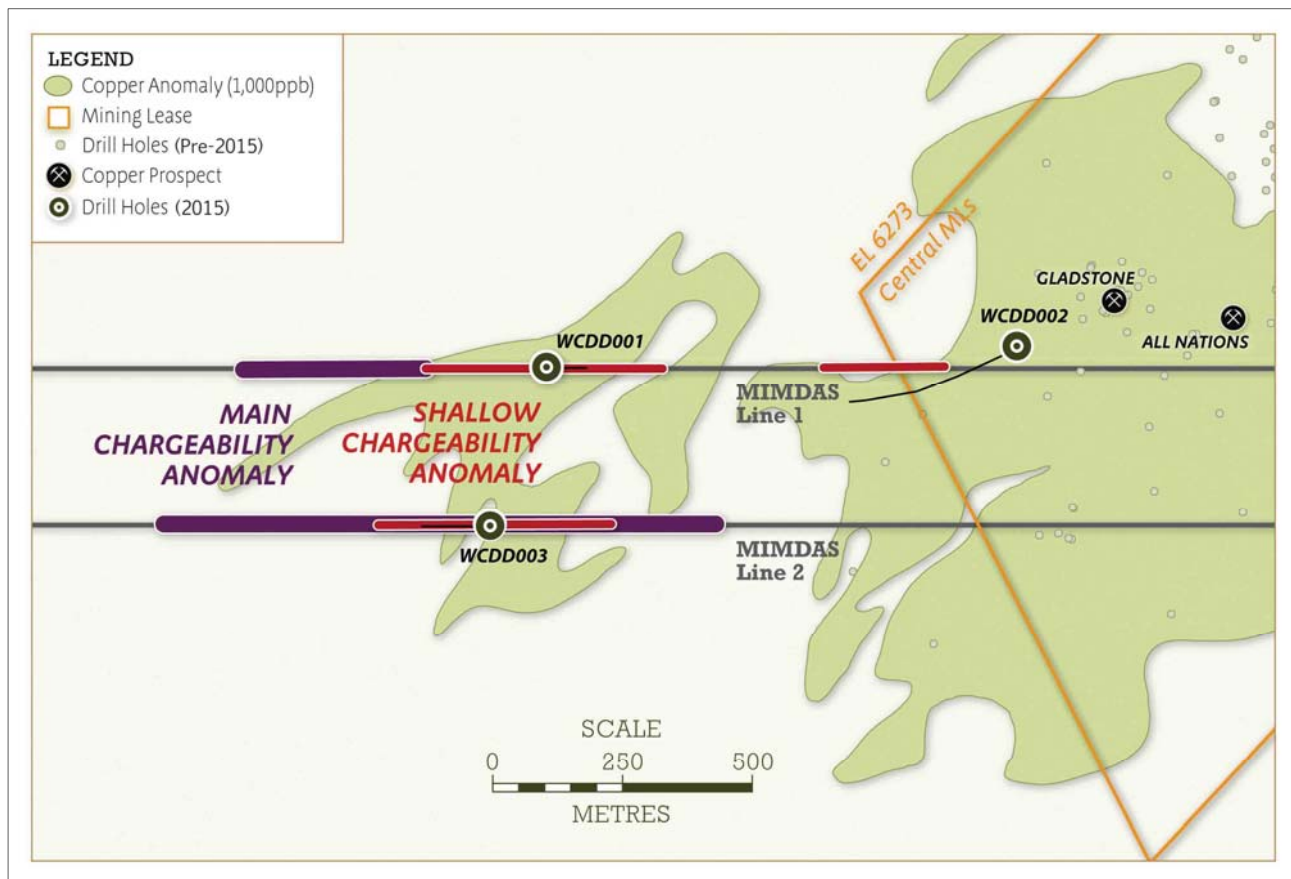 LEGEND
Copper Anomaly (1,000ppb)
Mining Lease
Drill Holes (Pre-2015)
Copper Prospect
Drill Holes (2015)
EL 6273
Central MLs
GLADSTONE
ALL NATIONS
WCDD002
WCDD001
MIMDAS
Line 1
MAIN
CHARGEABILITY
ANOMALY
SHALLOW
CHARGEABILITY
ANOMALY
WCDD003
MIMDAS
Line 2
SCALE
0 250 500
METRES